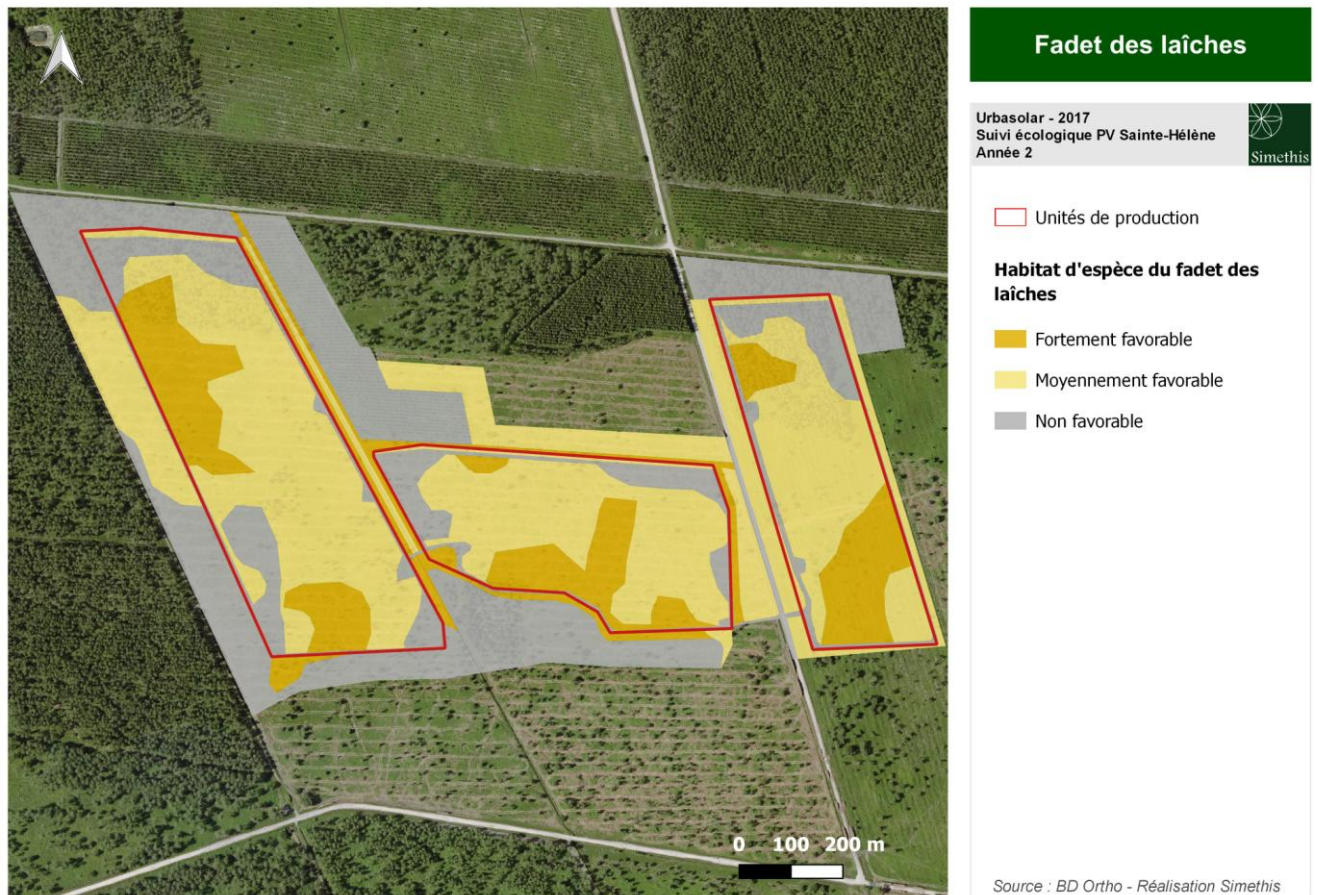 Fadet des laîches
Urbasolar - 2017
Suivi écologique PV Sainte-Hélène
Année 2
Simethis
Unités de production
Habitat d'espèce du fadet des
laîches
Fortement favorable
Moyennement favorable
Non favorable
0 100 200 m
Source : BD Ortho - Réalisation Simethis